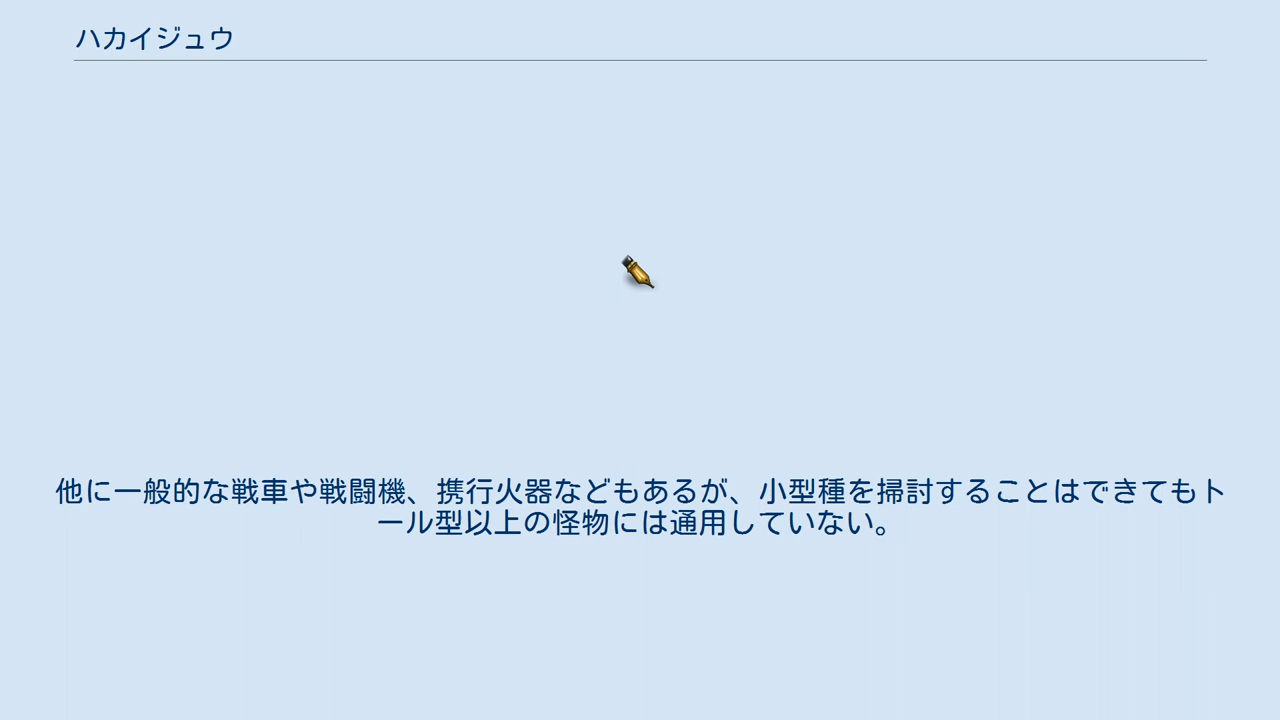 ハカイジュウ
他に一般的な戦車や戦闘機、携行火器などもあるが、小型種を掃討することはできてもト
ール型以上の怪物には通用していない。